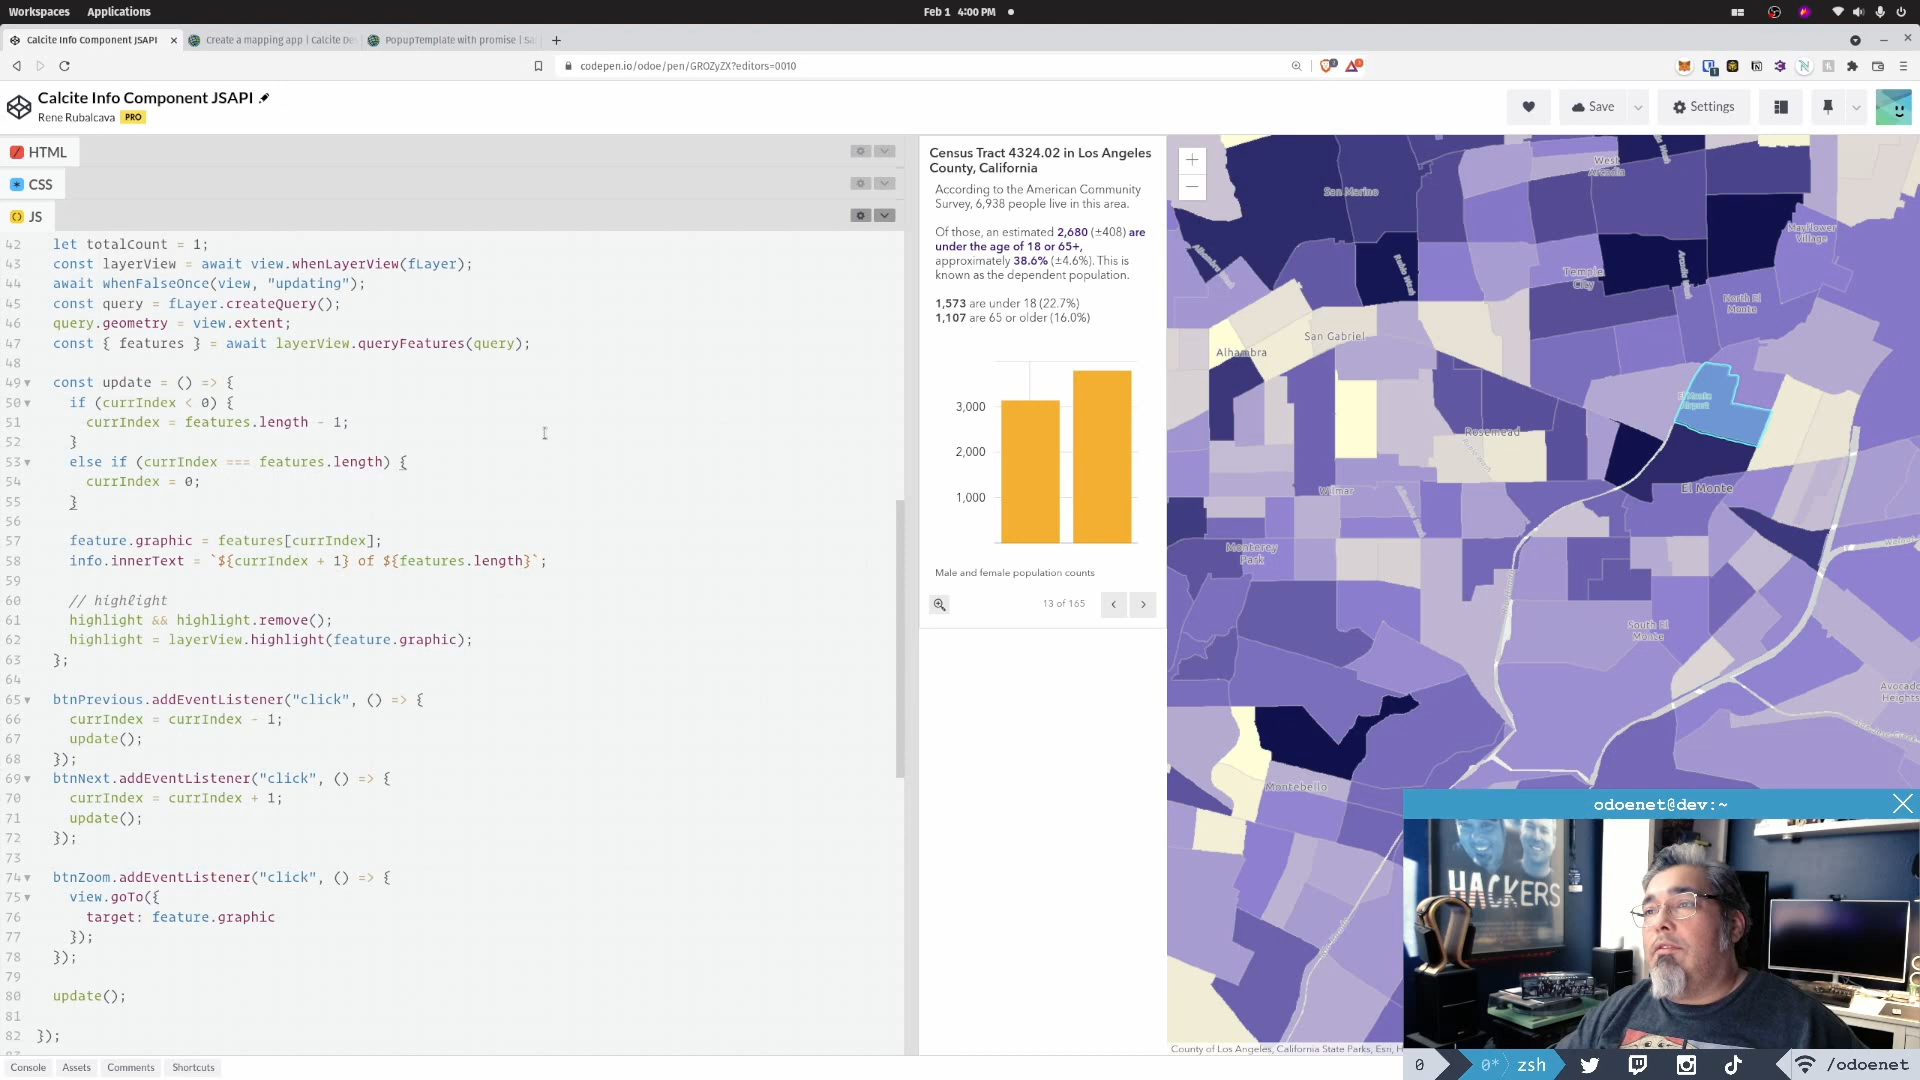 Workspaces
Applications
Feb 1 4:00 PM
Calcite Info Component JSAPI
Create a mapping app | Calcite De
PopupTemplate with promise | Sa
codepen.io/odoe/pen/GROZyZX?editors=0010
Calcite Info Component JSAPI
Rene Rubalcava PRO
Save
Settings
HTML
CSS
JS
42 let totalCount = 1;
43 const layerView = await view.whenLayerView(fLayer);
44 await whenFalseOnce(view, "updating");
45 const query = fLayer.createQuery();
46 query.geometry = view.extent;
47 const { features } = await layerView.queryFeatures(query);
48
49 const update = () => {
50 if (currIndex < 0) {
51 currIndex = features.length - 1;
52 }
53 else if (currIndex === features.length) {
54 currIndex = 0;
55 }
56
57 feature.graphic = features[currIndex];
58 info.innerText = `${currIndex + 1} of ${features.length}`;
59
60 // highlight
61 highlight && highlight.remove();
62 highlight = layerView.highlight(feature.graphic);
63 };
64
65 btnPrevious.addEventListener("click", () => {
66 currIndex = currIndex - 1;
67 update();
68 });
69 btnNext.addEventListener("click", () => {
70 currIndex = currIndex + 1;
71 update();
72 });
73
74 btnZoom.addEventListener("click", () => {
75 view.goTo({
76 target: feature.graphic
77 });
78 });
79
80 update();
81
82 });
Console
Assets
Comments
Shortcuts
Census Tract 4324.02 in Los Angeles
County, California
According to the American Community
Survey, 6,938 people live in this area.
Of those, an estimated 2,680 (±408) are
under the age of 18 or 65+,
approximately 38.6% (±4.6%). This is
known as the dependent population.
1,573 are under 18 (22.7%)
1,107 are 65 or older (16.0%)
3,000
2,000
1,000
Male and female population counts
13 of 165
San Marino
West
Arcadia
Mayflower
Village
Temple
City
North El
Monte
San Gabriel
Alhambra
El Monte
Airport
Rosemead
Wilmar
El Monte
Monterey
Park
South El
Monte
Avocado
Heights
Montebello
County of Los Angeles, California State Parks, Esri, H
odoenet@dev:~
HACKERS
0
0*
zsh
/odoenet